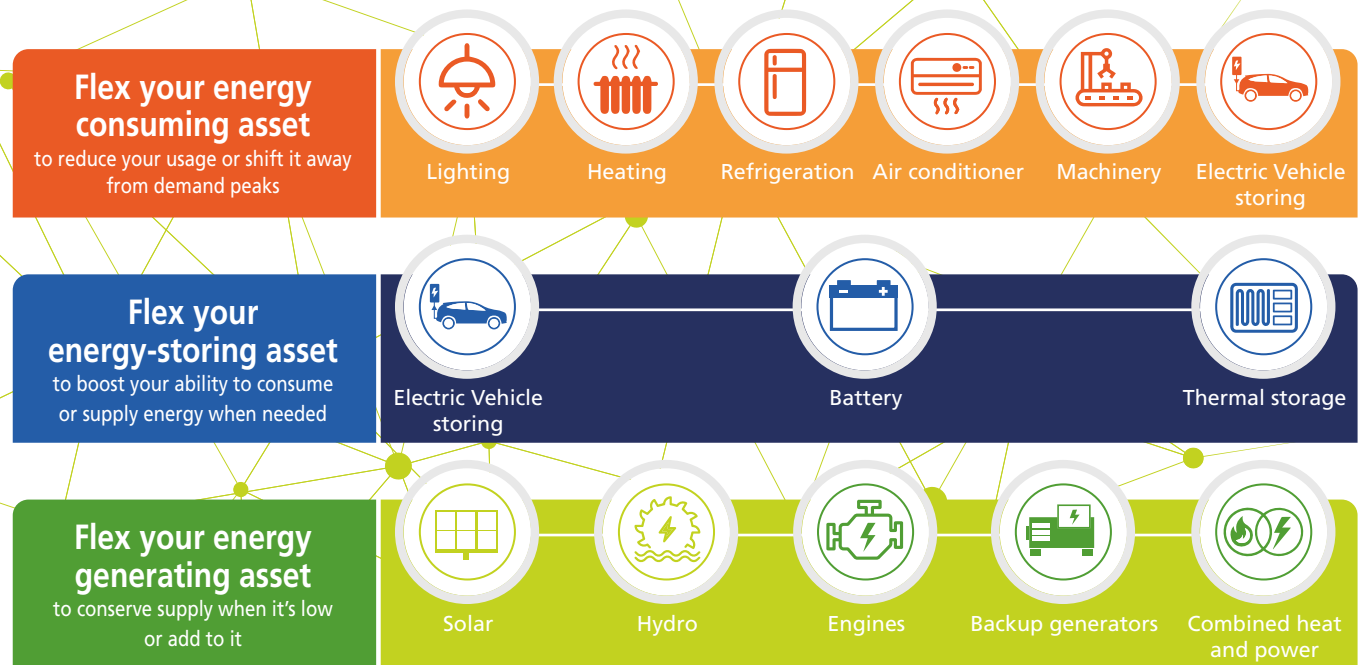 Flex your energy
consuming asset
to reduce your usage or shift it away
from demand peaks
Lighting
Heating
Refrigeration
Air conditioner
Machinery
Electric Vehicle
storing
Flex your
energy-storing asset
to boost your ability to consume
or supply energy when needed
Electric Vehicle
storing
Battery
Thermal storage
Flex your energy
generating asset
to conserve supply when it's low
or add to it
Solar
Hydro
Engines
Backup generators
Combined heat
and power